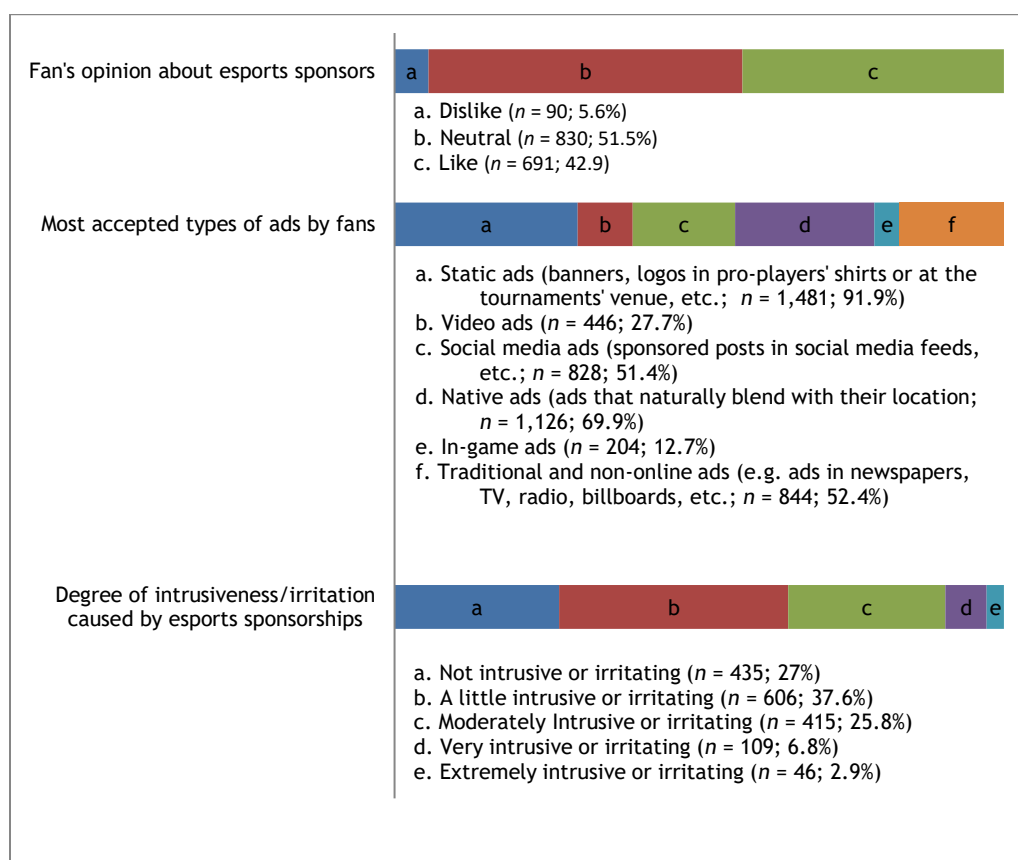 Fan's opinion about esports sponsors
a b c
a. Dislike (n = 90; 5.6%)
b. Neutral (n = 830; 51.5%)
c. Like (n = 691; 42.9)
Most accepted types of ads by fans
a b c d e f
a. Static ads (banners, logos in pro-players' shirts or at the
tournaments' venue, etc.; n = 1,481; 91.9%)
b. Video ads (n = 446; 27.7%)
c. Social media ads (sponsored posts in social media feeds,
etc.; n = 828; 51.4%)
d. Native ads (ads that naturally blend with their location;
n = 1,126; 69.9%)
e. In-game ads (n = 204; 12.7%)
f. Traditional and non-online ads (e.g. ads in newspapers,
TV, radio, billboards, etc.; n = 844; 52.4%)
Degree of intrusiveness/irritation
caused by esports sponsorships
a b c d e
a. Not intrusive or irritating (n = 435; 27%)
b. A little intrusive or irritating (n = 606; 37.6%)
c. Moderately Intrusive or irritating (n = 415; 25.8%)
d. Very intrusive or irritating (n = 109; 6.8%)
e. Extremely intrusive or irritating (n = 46; 2.9%)